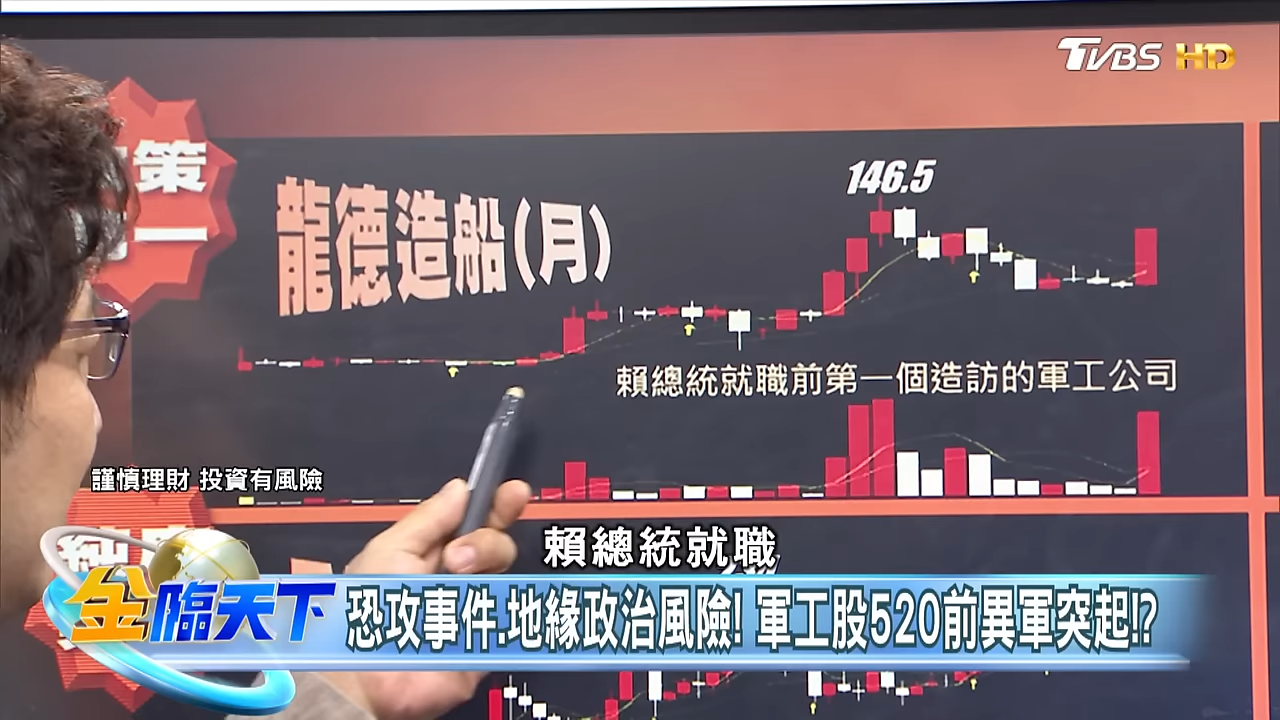 TVBS HD
策
一
146.5
龍德造船(月)
賴總統就職前第一個造訪的軍工公司
謹慎理財 投資有風險
賴總統就職
金臨天下
恐攻事件.地緣政治風險! 軍工股520前異軍突起!?